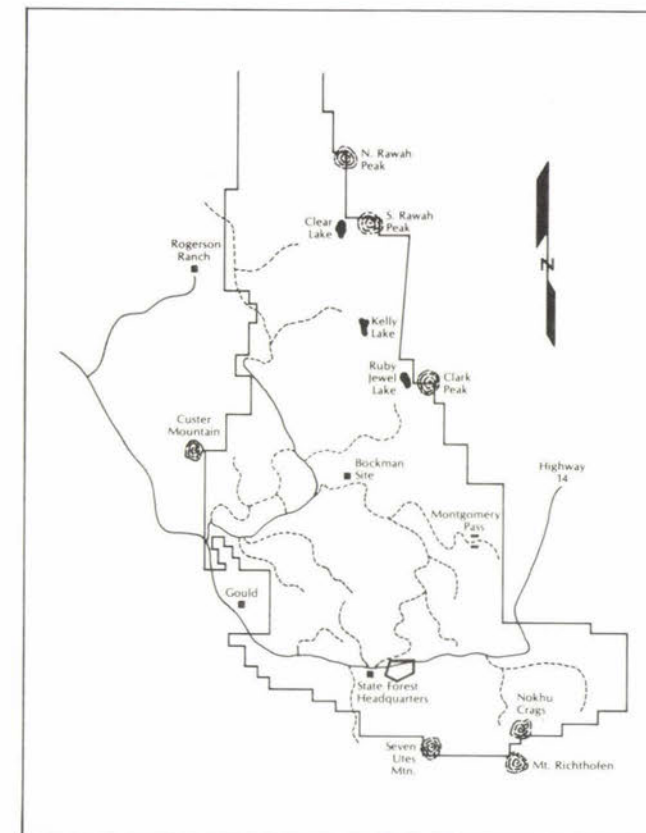 N. Rawah
Peak
S. Rawah
Peak
Clear
Lake
Rogerson
Ranch
N
Kelly
Lake
Ruby
Jewel
Lake
Clark
Peak
Custer
Mountain
Highway
14
Bockman
Site
Montgomery
Pass
Gould
State Forest
Headquarters
Nokhu
Crags
Seven
Utes
Mtn.
Mt. Richthofen